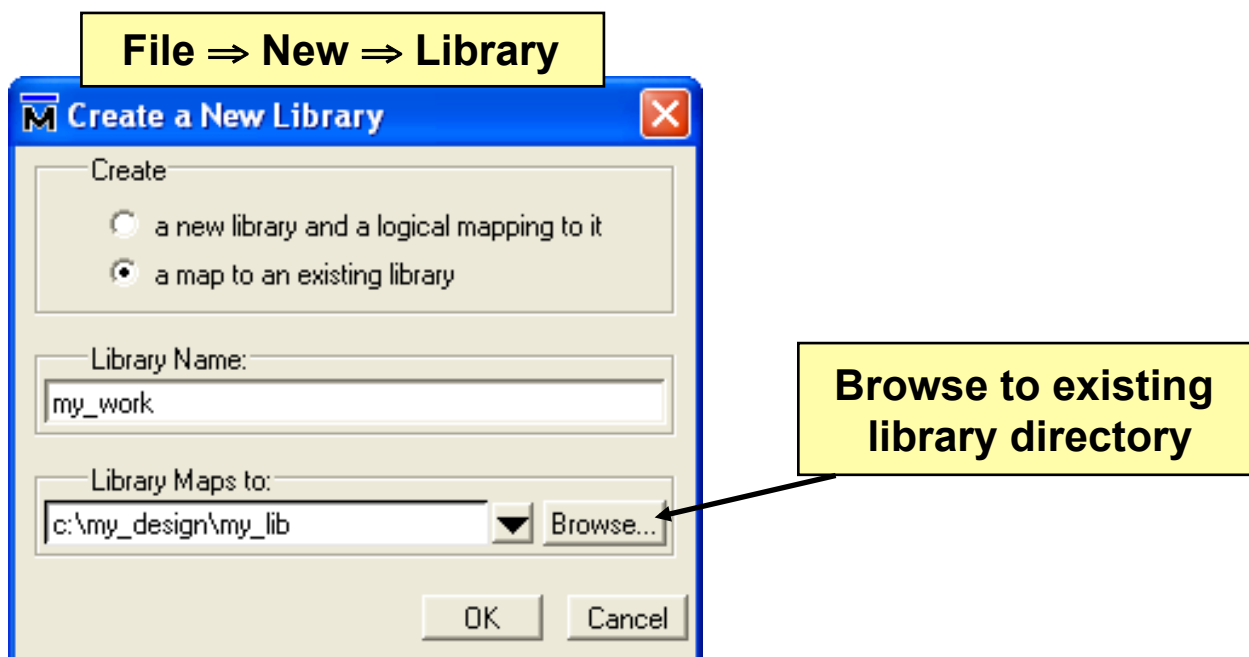 File ⇒ New ⇒ Library
M Create a New Library
Create
a new library and a logical mapping to it
a map to an existing library
Library Name:
my_work
Library Maps to:
c:\my_design\my_lib
Browse...
OK
Cancel
Browse to existing
library directory